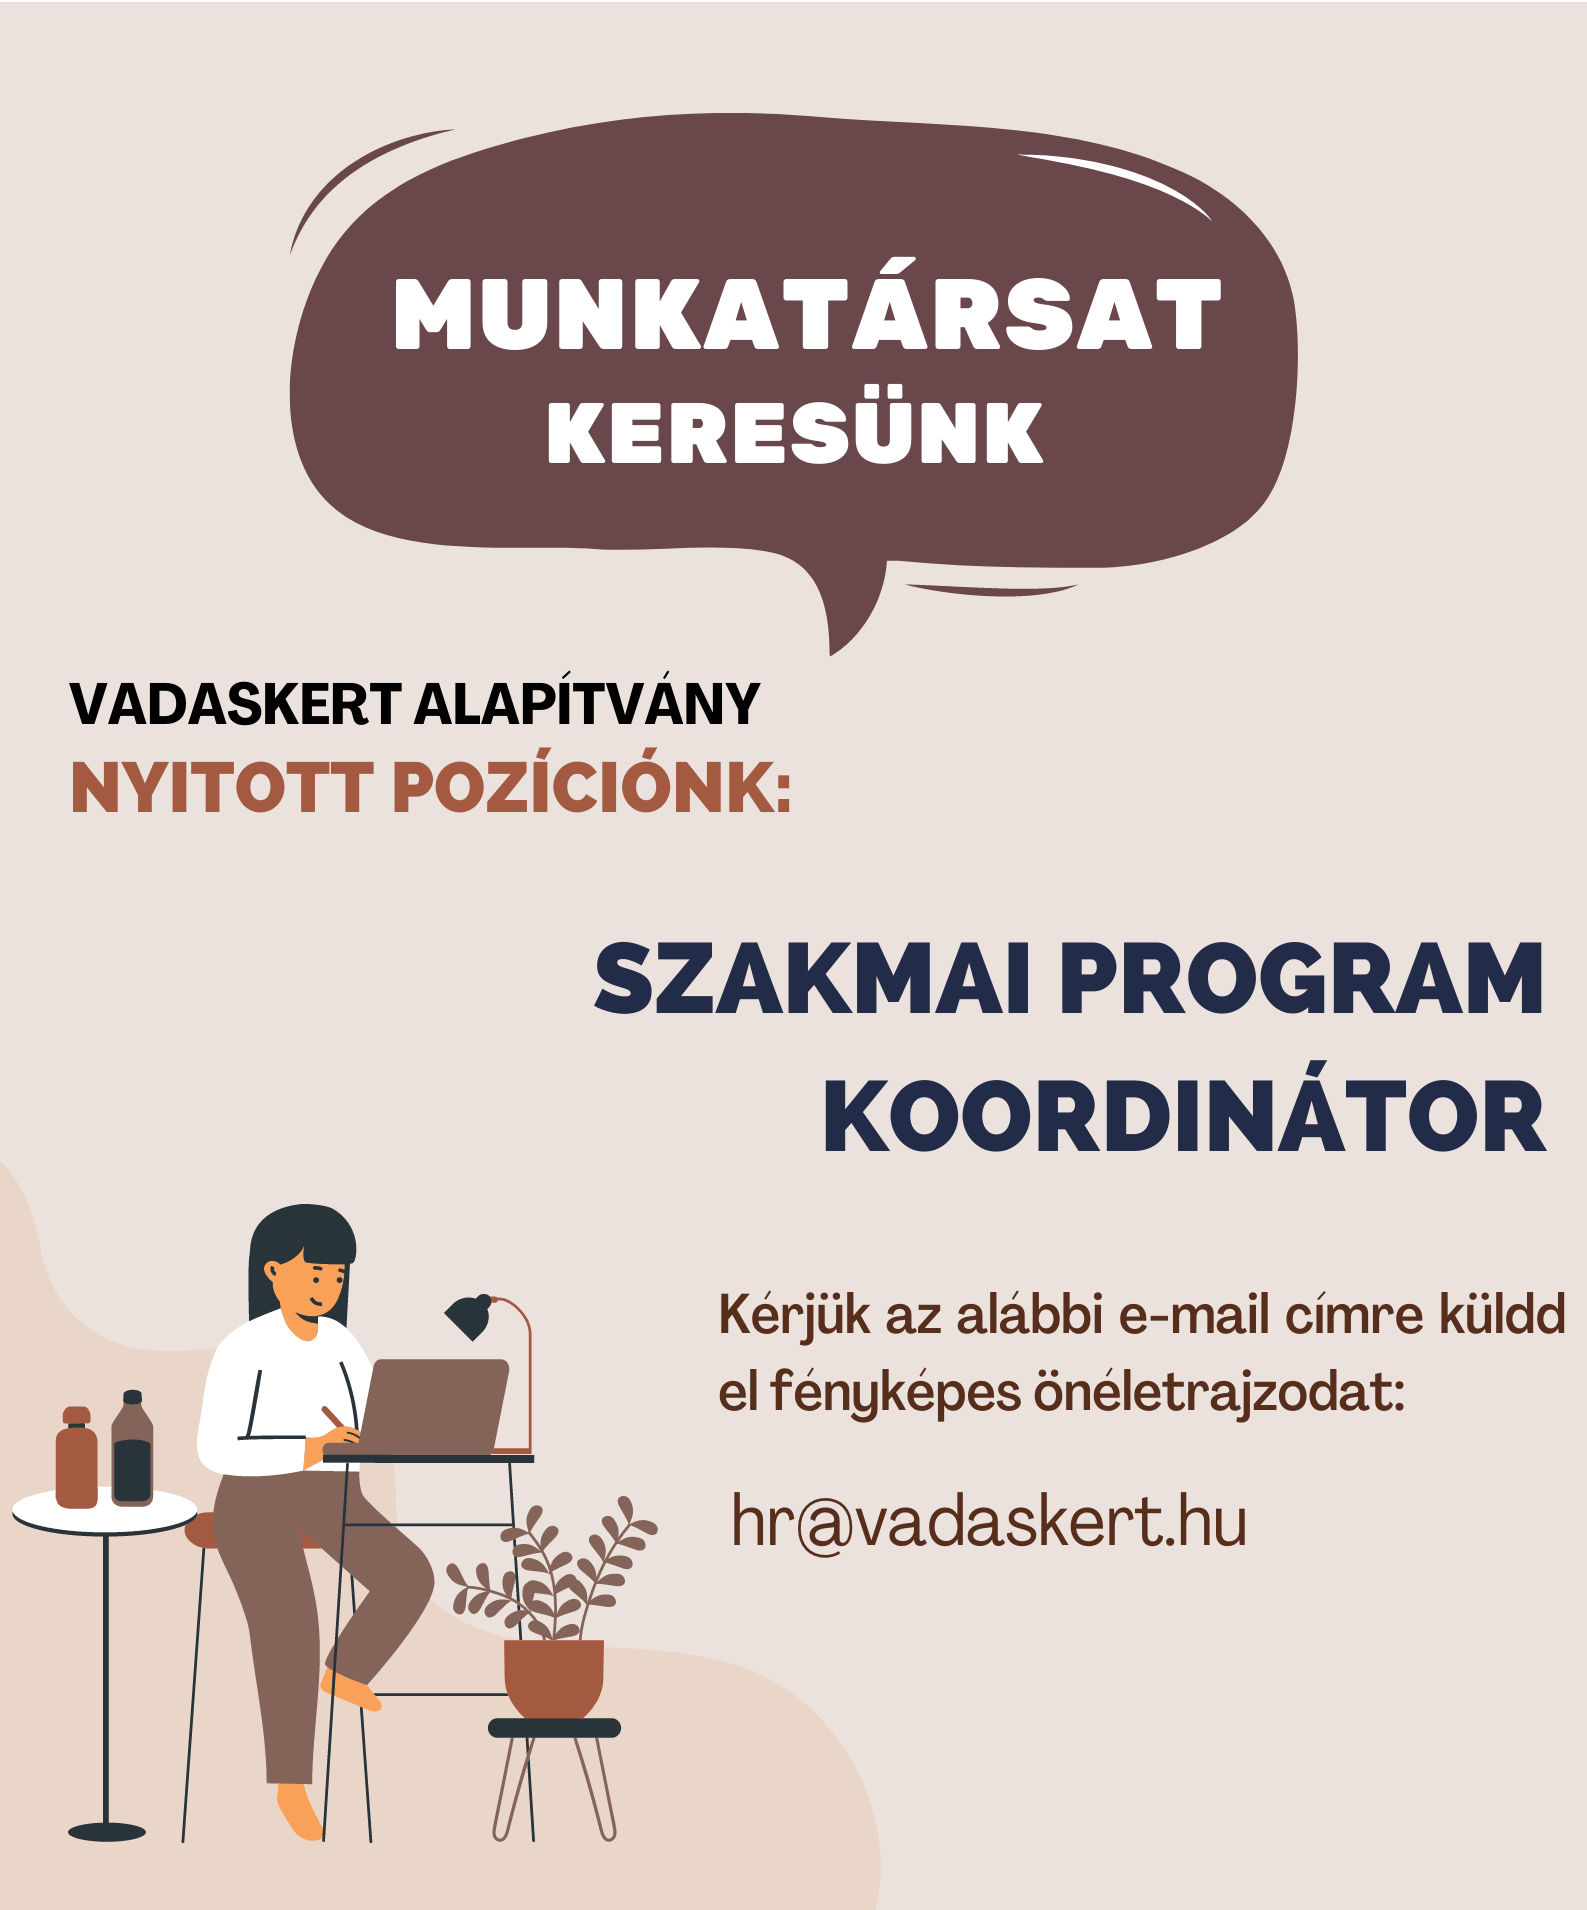 MUNKATÁRSAT
KERESÜNK
VADASKERT ALAPÍTVÁNY
NYITOTT POZÍCIÓNK:
SZAKMAI PROGRAM
KOORDINÁTOR
Kérjük az alábbi e-mail címre küldd
el fényképes önéletrajzodat:
hr@vadaskert.hu